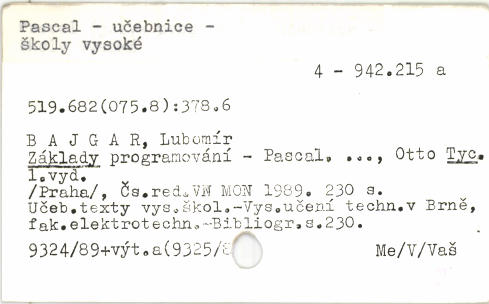 Pascal - učebnice -
školy vysoké
4 - 942.215 a
519.682(075.8):378.6
B A J G A R, Lubomír
Základy programování - Pascal. ..., Otto Tyc.
1.vyd.
/Praha/, Čs.red.VN MON 1989. 230 s.
Učeb.texty vys.škol.-Vys.učení techn.v Brně,
fak.elektrotechn.-Bibliogr.s.230.
9324/89+výt.a(9325/8
Me/V/Vaš